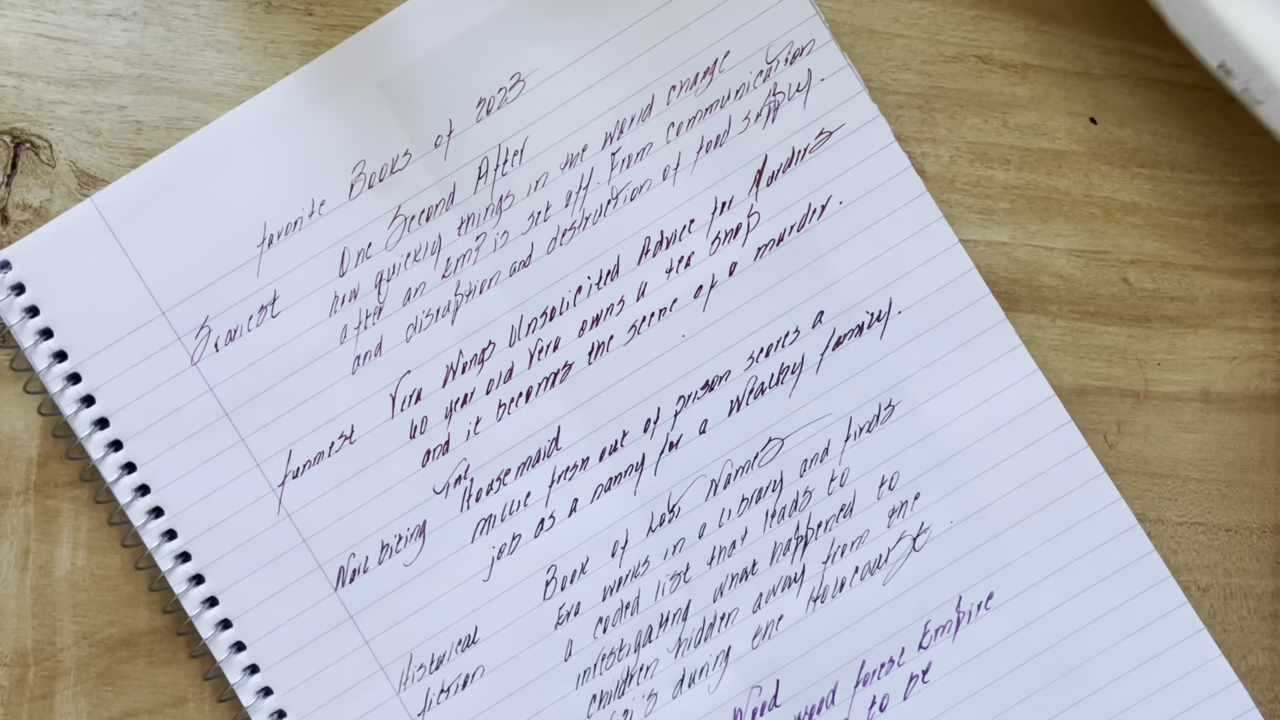 favorite Books of 2023
Scariest One Second After
how quickly things in the world change
after an Emp is set off. From communication
and disruption and destruction of food supply.
funniest Vera Wongs Unsolicited Advice for Murders
60 year old Vera owns a tea shop
and it becomes the scene of a murder.
Nail biting The Housemaid
Millie fresh out of prison scores a
job as a nanny for a wealthy family.
Historical fiction Book of Lost Names
Eva works in a library and finds
a coded list that leads to
investigating what happened to
children hidden away from the
during the Holocaust
Wood
wood forest Empire
to be